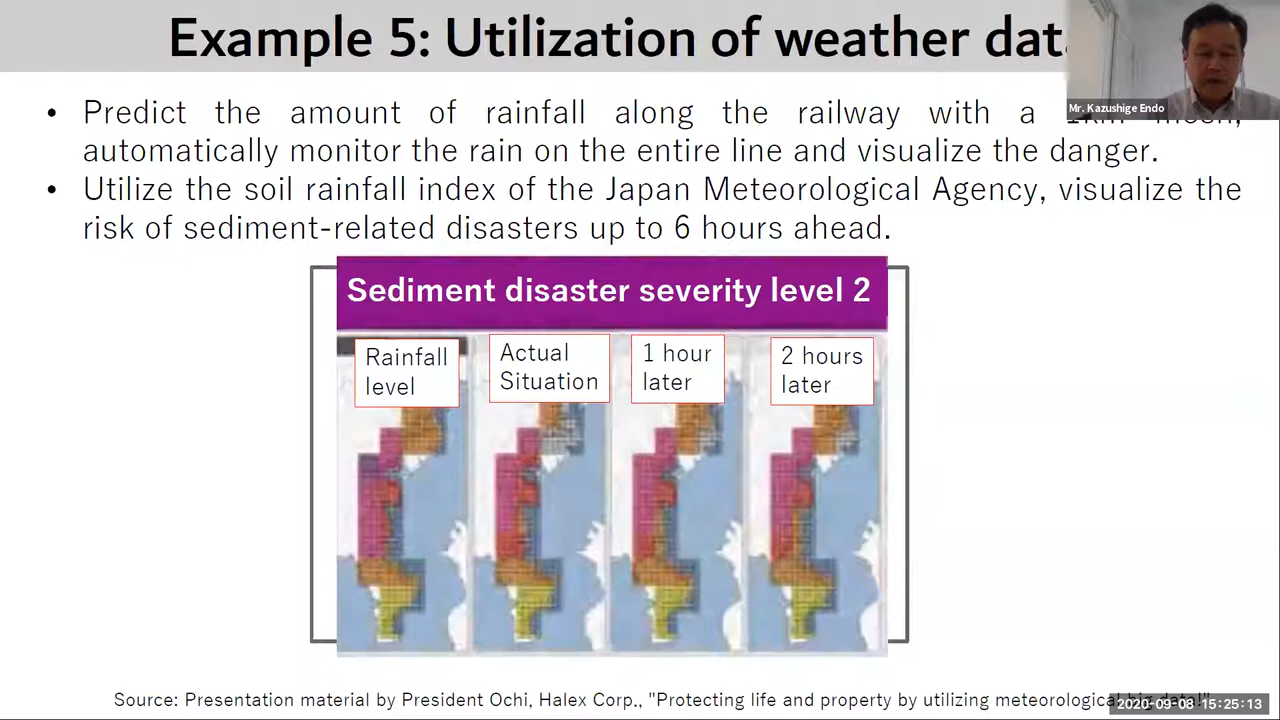 Example 5: Utilization of weather dat
Mr. Kazushige Endo
• Predict the amount of rainfall along the railway with a 1km mesh,
automatically monitor the rain on the entire line and visualize the danger.
• Utilize the soil rainfall index of the Japan Meteorological Agency, visualize the
risk of sediment-related disasters up to 6 hours ahead.
Sediment disaster severity level 2
Rainfall
level
Actual
Situation
1 hour
later
2 hours
later
Source: Presentation material by President Ochi, Halex Corp., "Protecting life and property by utilizing meteorological big data!"
2020-09-08 15:25:13